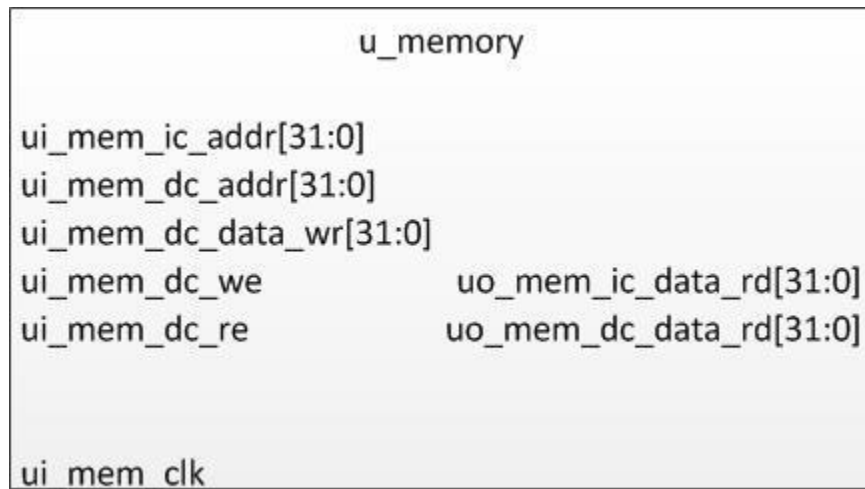 u_memory
ui_mem_ic_addr[31:0]
ui_mem_dc_addr[31:0]
ui_mem_dc_data_wr[31:0]
ui_mem_dc_we uo_mem_ic_data_rd[31:0]
ui_mem_dc_re uo_mem_dc_data_rd[31:0]
ui_mem_clk